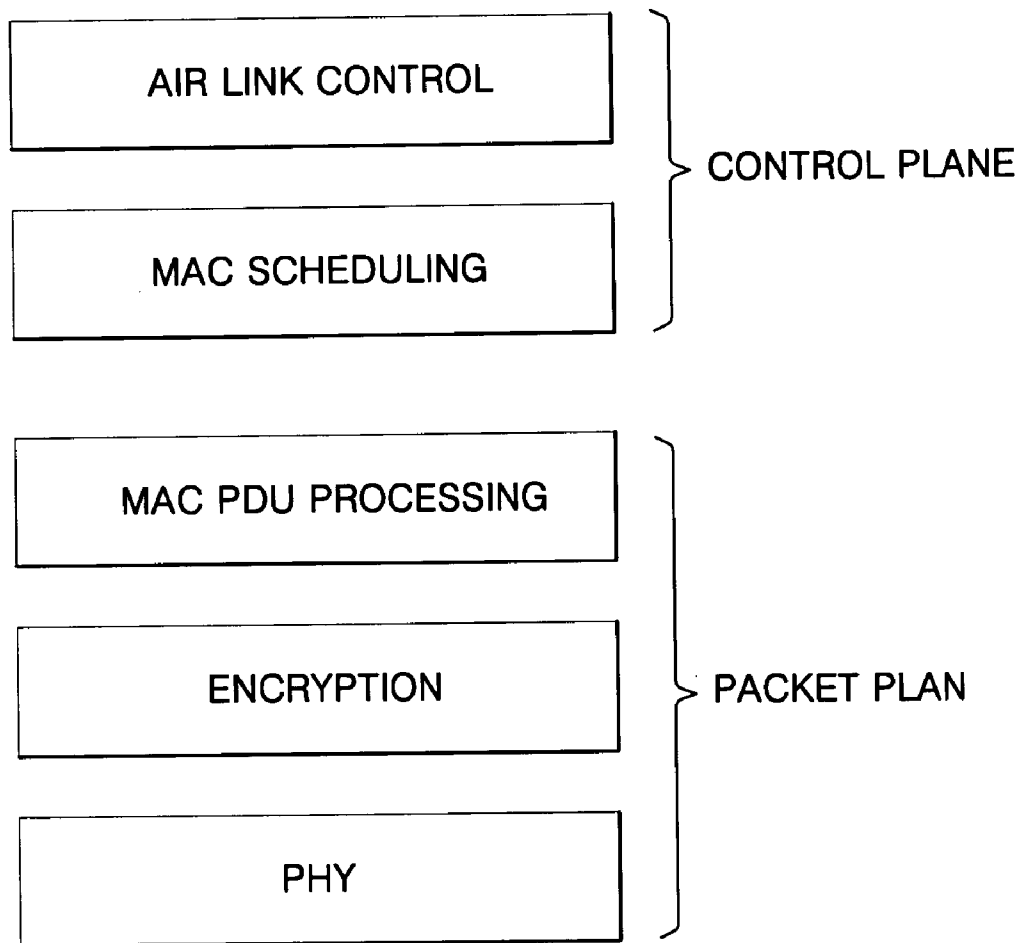 AIR LINK CONTROL
CONTROL PLANE
MAC SCHEDULING
MAC PDU PROCESSING
ENCRYPTION
PACKET PLAN
PHY